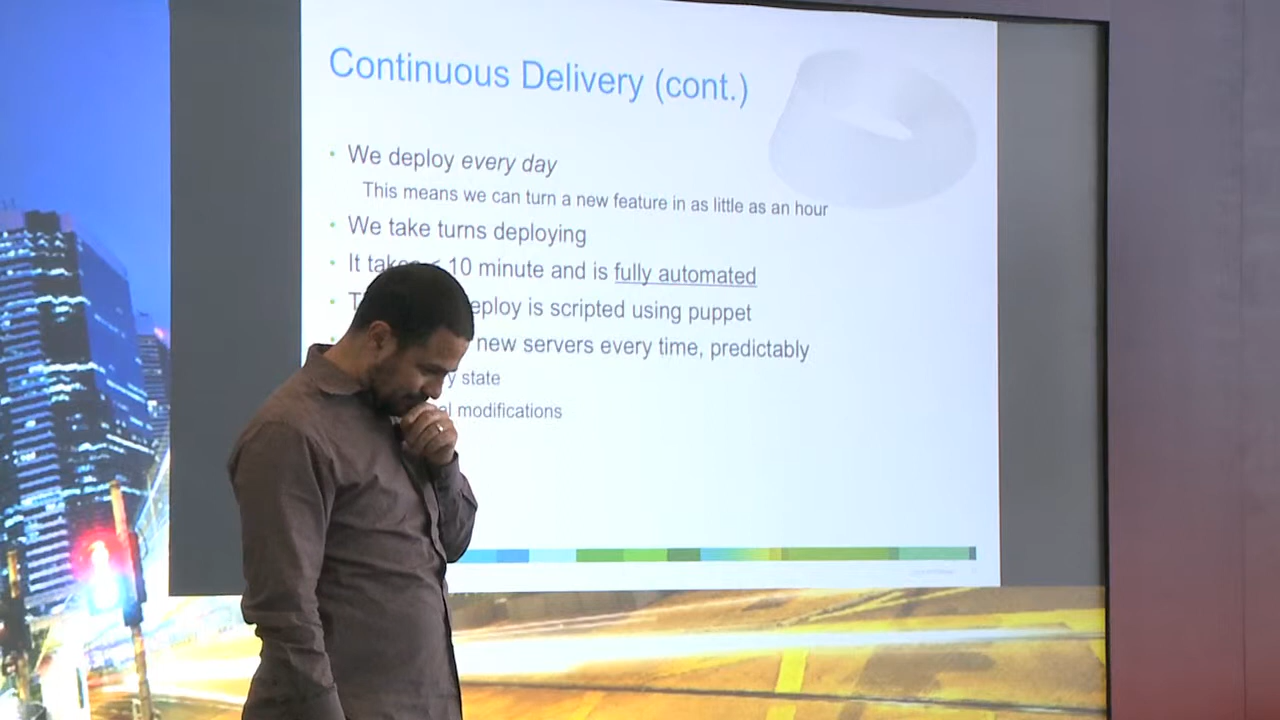 Continuous Delivery (cont.)
• We deploy every day
This means we can turn a new feature in as little as an hour
• We take turns deploying
• It takes < 10 minute and is fully automated
• deploy is scripted using puppet
new servers every time, predictably
state
modifications